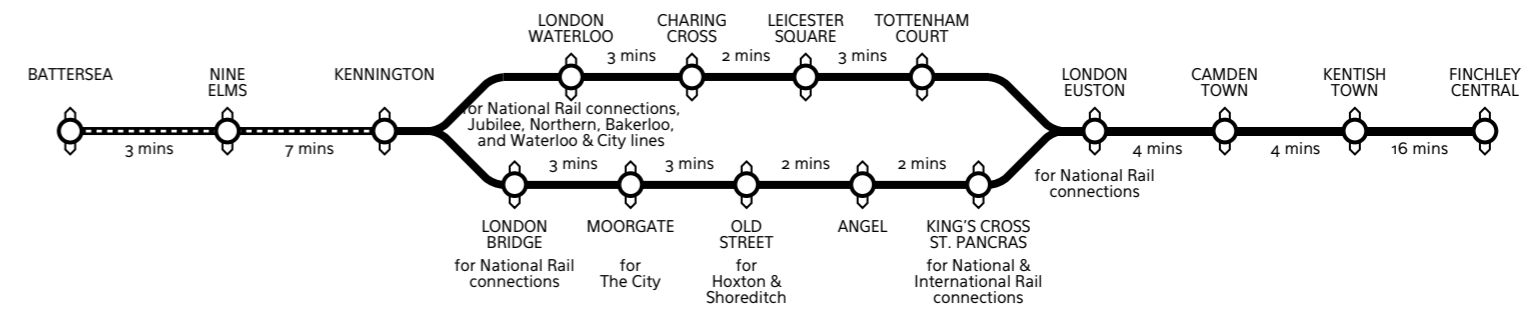 BATTERSEA
3 mins
NINE
ELMS
7 mins
KENNINGTON
LONDON
WATERLOO
for National Rail connections,
Jubilee, Northern, Bakerloo,
and Waterloo & City lines
3 mins
CHARING
CROSS
2 mins
LEICESTER
SQUARE
3 mins
TOTTENHAM
COURT
LONDON
BRIDGE
for National Rail
connections
3 mins
MOORGATE
for
The City
3 mins
OLD
STREET
for
Hoxton &
Shoreditch
2 mins
ANGEL
2 mins
KING'S CROSS
ST. PANCRAS
for National &
International Rail
connections
LONDON
EUSTON
for National Rail
connections
4 mins
CAMDEN
TOWN
4 mins
KENTISH
TOWN
16 mins
FINCHLEY
CENTRAL